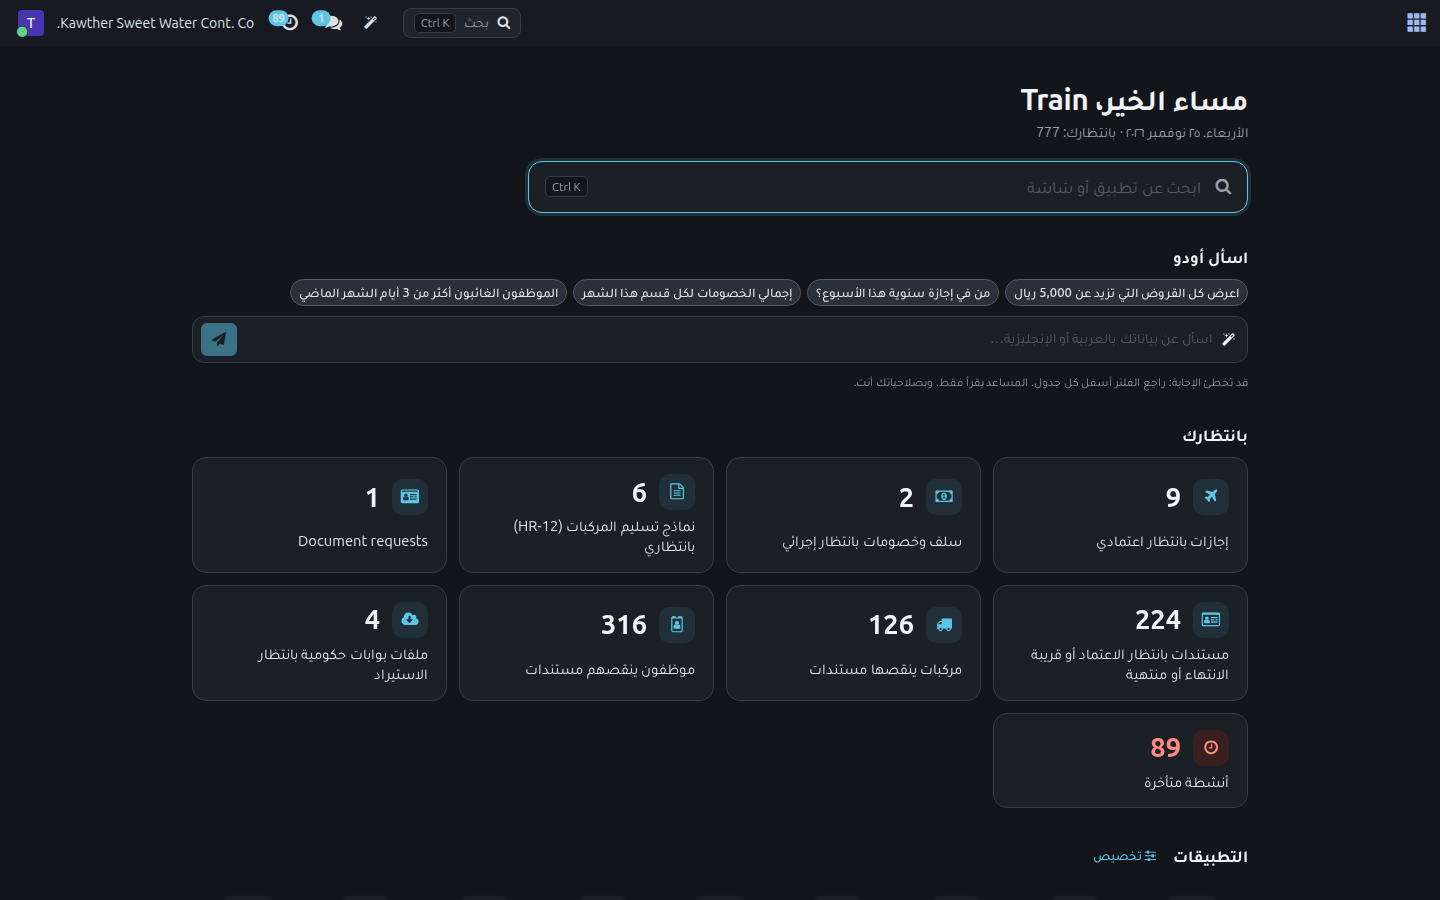 بحث Ctrl K
1
89
Kawther Sweet Water Cont. Co.
T
مساء الخير، Train
الأربعاء، ٢٥ نوفمبر ٢٠٢٦ · بانتظارك: 777
ابحث عن تطبيق أو شاشة Ctrl K
اسأل أودو
اعرض كل القروض التي تزيد عن 5,000 ريال
من في إجازة سنوية هذا الأسبوع؟
إجمالي الخصومات لكل قسم هذا الشهر
الموظفون الغائبون أكثر من 3 أيام الشهر الماضي
اسأل عن بياناتك بالعربية أو الإنجليزية...
قد تخطئ الإجابة: راجع الفلتر أسفل كل جدول. المساعد يقرأ فقط، وبصلاحياتك أنت.
بانتظارك
9
إجازات بانتظار اعتمادي
2
سلف وخصومات بانتظار إجرائي
6
نماذج تسليم المركبات (HR-12)
بانتظاري
1
Document requests
224
مستندات بانتظار الاعتماد أو قريبة
الانتهاء أو منتهية
126
مركبات ينقصها مستندات
316
موظفون ينقصهم مستندات
4
ملفات بوابات حكومية بانتظار
الاستيراد
89
أنشطة متأخرة
التطبيقات
تخصيص